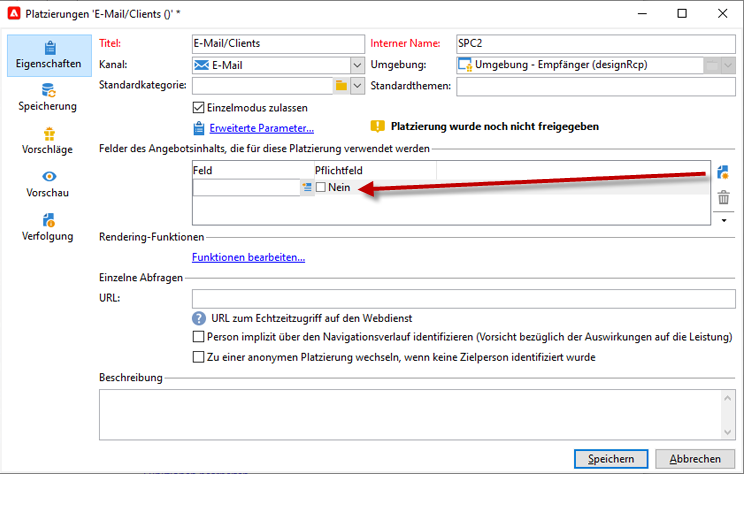 Platzierungen 'E-Mail/Clients ()' *
Eigenschaften
Speicherung
Vorschläge
Vorschau
Verfolgung
Titel: E-Mail/Clients Interner Name: SPC2
Kanal: E-Mail Umgebung: Umgebung - Empfänger (designRcp)
Standardkategorie: Standardthemen:
Einzelmodus zulassen
Erweiterte Parameter... Platzierung wurde noch nicht freigegeben
Felder des Angebotsinhalts, die für diese Platzierung verwendet werden
Feld Pflichtfeld
Nein
Rendering-Funktionen
Funktionen bearbeiten...
Einzelne Abfragen
URL:
URL zum Echtzeitzugriff auf den Webdienst
Person implizit über den Navigationsverlauf identifizieren (Vorsicht bezüglich der Auswirkungen auf die Leistung)
Zu einer anonymen Platzierung wechseln, wenn keine Zielperson identifiziert wurde
Beschreibung
Speichern Abbrechen